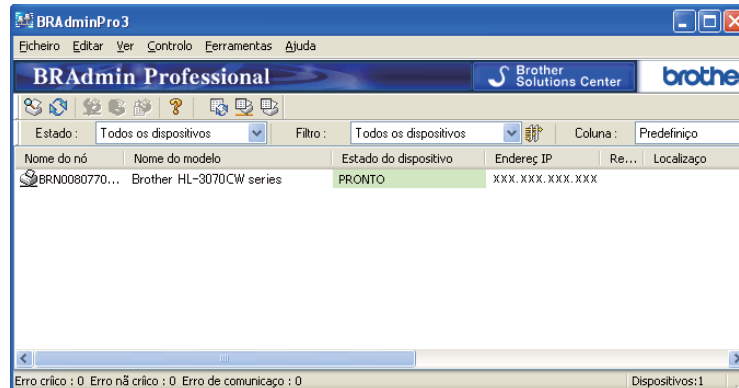 BRAdminPro3
Ficheiro Editar Ver Controlo Ferramentas Ajuda
BRAdmin Professional Brother Solutions Center brothe
Estado : Todos os dispositivos Filtro : Todos os dispositivos Coluna : Predefiniço
Nome do nó Nome do modelo Estado do dispositivo Endereç IP Re... Localizaço
BRN0080770... Brother HL-3070CW series PRONTO XXX.XXX.XXX.XXX
Erro crîico : 0 Erro nã crîico : 0 Erro de comunicaço : 0 Dispositivos:1